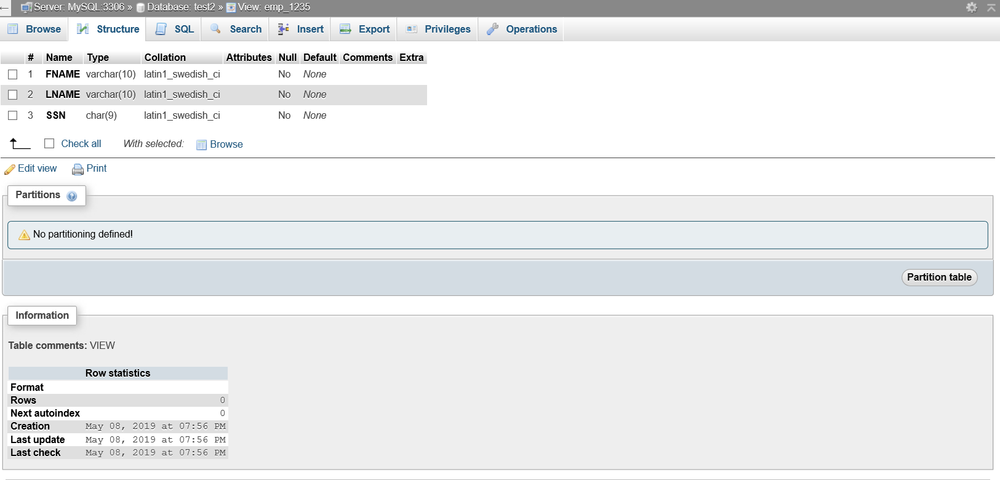 Server: MySQL:3306 » Database: test2 » View: emp_1235
Browse Structure SQL Search Insert Export Privileges Operations
# Name Type Collation Attributes Null Default Comments Extra
1 FNAME varchar(10) latin1_swedish_ci No None
2 LNAME varchar(10) latin1_swedish_ci No None
3 SSN char(9) latin1_swedish_ci No None
Check all With selected: Browse
Edit view Print
Partitions
No partitioning defined!
Partition table
Information
Table comments: VIEW
Row statistics
Format
Rows 0
Next autoindex 0
Creation May 08, 2019 at 07:56 PM
Last update May 08, 2019 at 07:56 PM
Last check May 08, 2019 at 07:56 PM